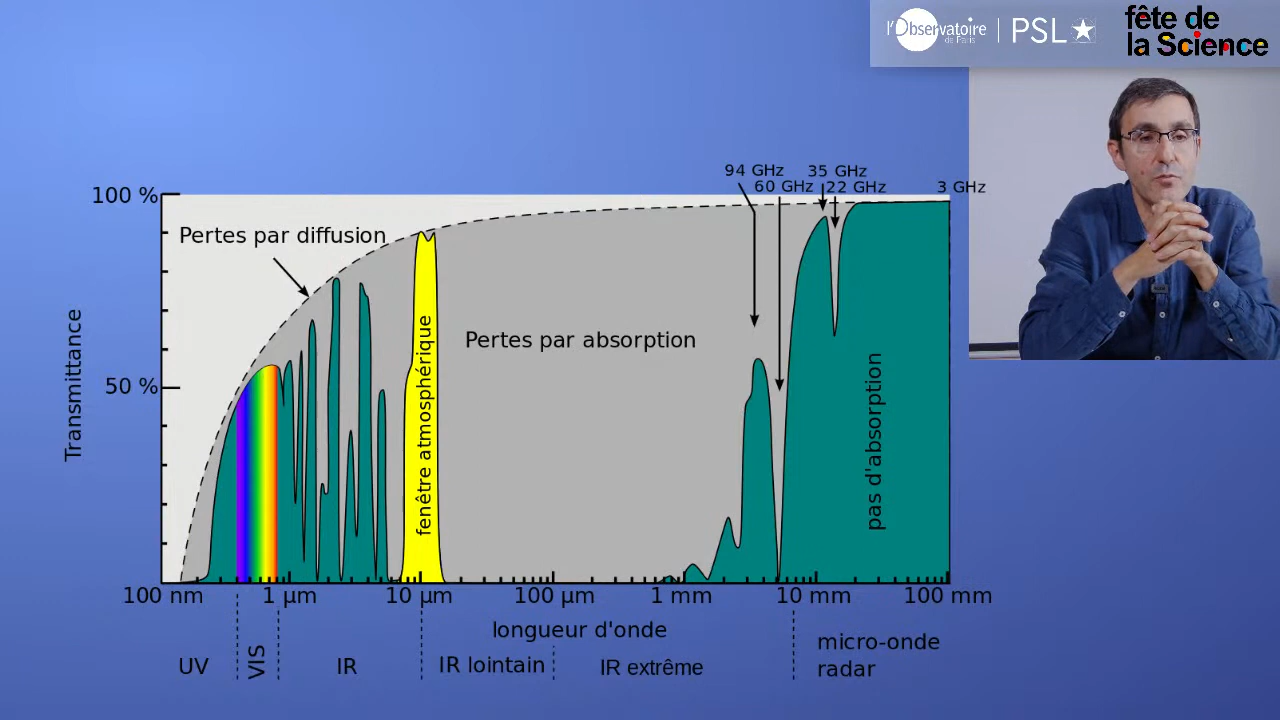 l'Observatoire
de Paris
PSL
fête de
la Science
94 GHz
35 GHz
60 GHz
22 GHz
3 GHz
100 %
Pertes par diffusion
Pertes par absorption
50 %
Transmittance
fenêtre atmosphérique
pas d'absorption
100 nm
1 µm
10 µm
100 µm
1 mm
10 mm
100 mm
longueur d'onde
UV
VIS
IR
IR lointain
IR extrême
micro-onde
radar